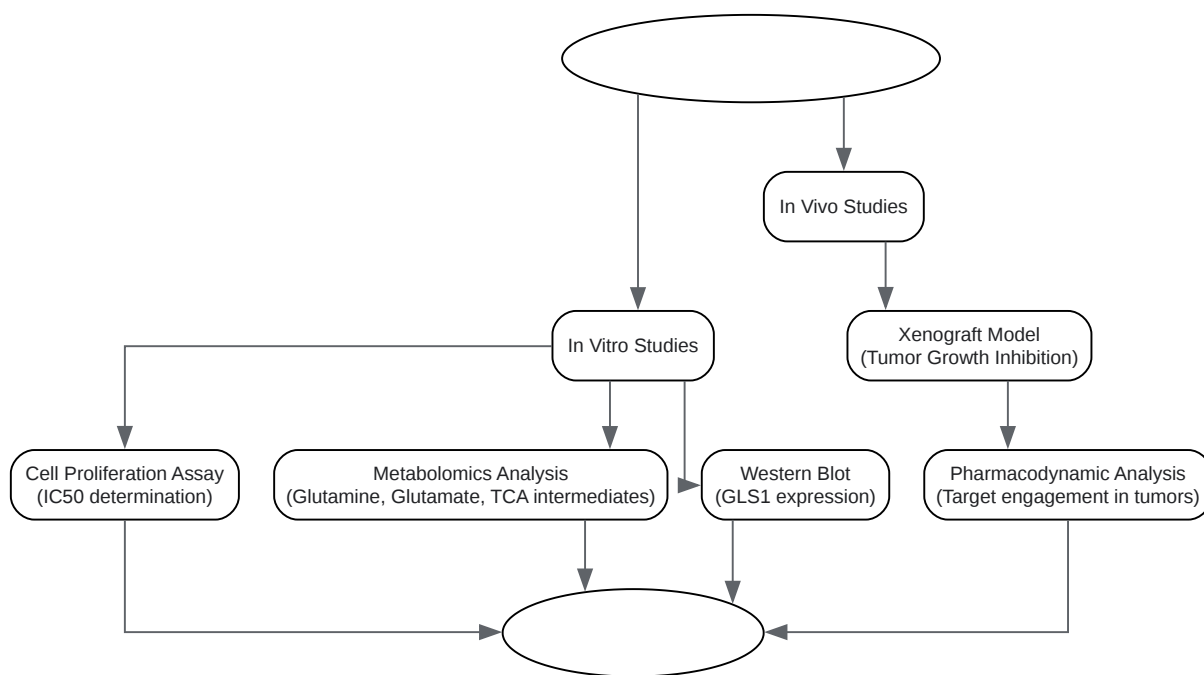 In Vivo Studies
In Vitro Studies
Xenograft Model
(Tumor Growth Inhibition)
Cell Proliferation Assay
(IC50 determination)
Metabolomics Analysis
(Glutamine, Glutamate, TCA intermediates)
Western Blot
(GLS1 expression)
Pharmacodynamic Analysis
(Target engagement in tumors)